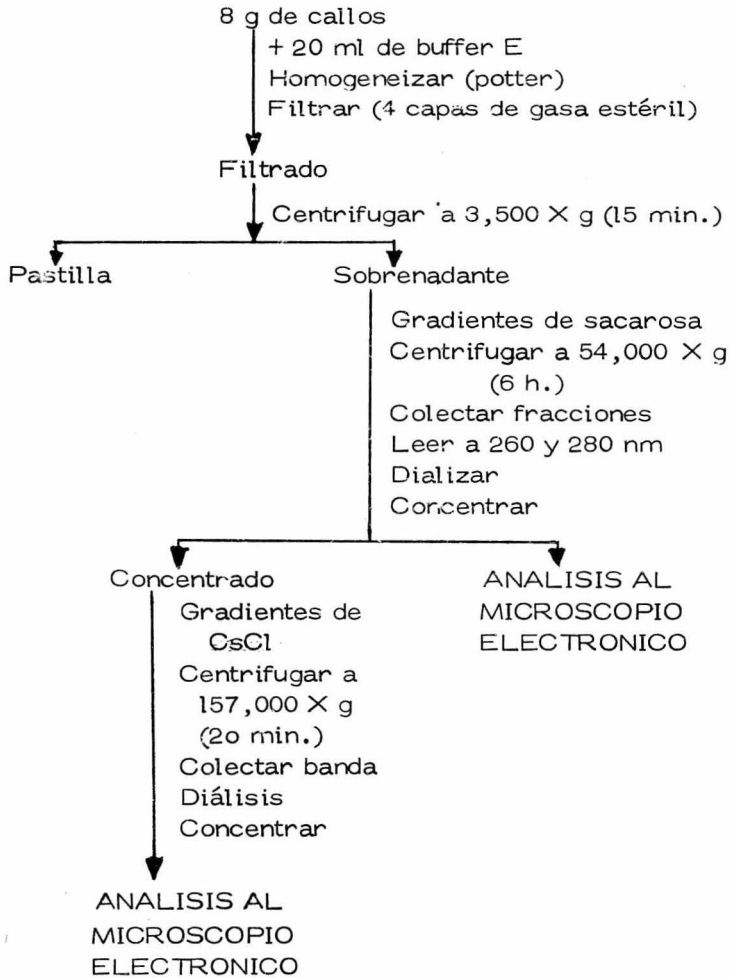 8 g de callos
+ 20 ml de buffer E
Homogeneizar (potter)
Filtrar (4 capas de gasa estéril)
Filtrado
Centrifugar a 3,500 X g (15 min.)
Pastilla
Sobrenadante
Gradientes de sacarosa
Centrifugar a 54,000 X g
(6 h.)
Colectar fracciones
Leer a 260 y 280 nm
Dializar
Concentrar
Concentrado
Gradientes de
CsCl
Centrifugar a
157,000 X g
(20 min.)
Colectar banda
Diálisis
Concentrar
ANALISIS AL
MICROSCOPIO
ELECTRONICO
ANALISIS AL
MICROSCOPIO
ELECTRONICO